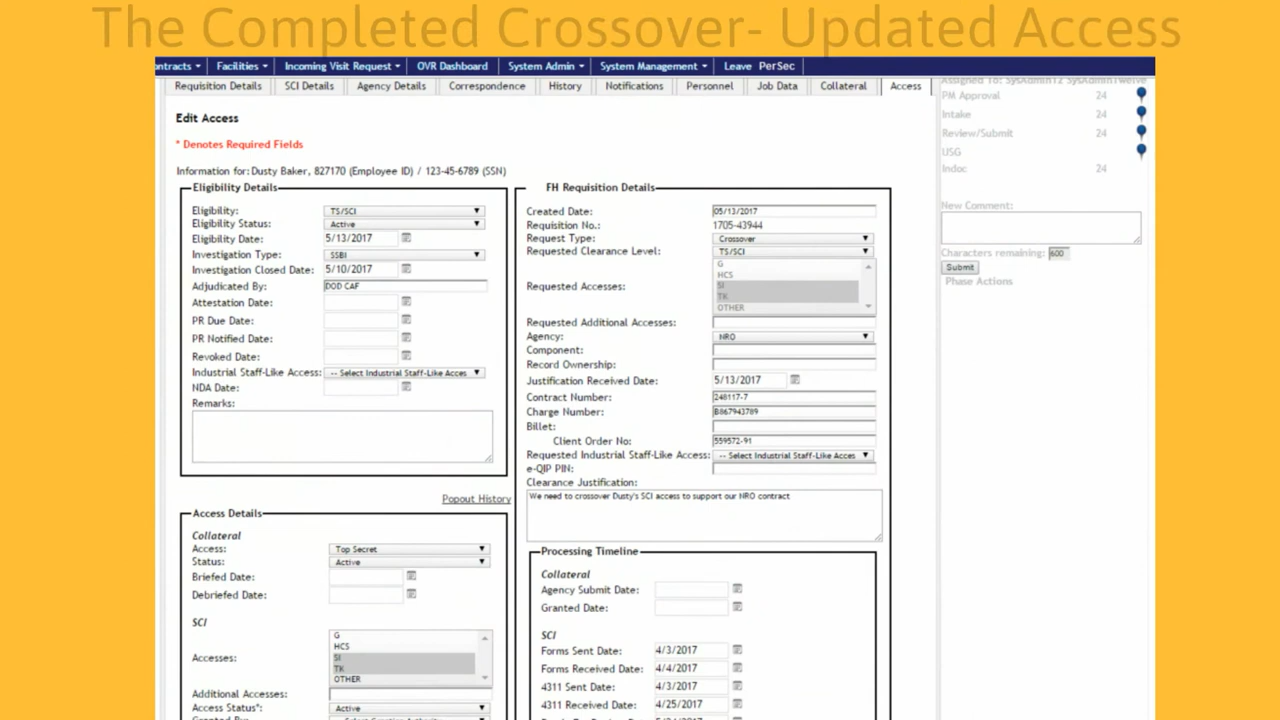 The Completed Crossover- Updated Access
ntracts Facilities Incoming Visit Request OVR Dashboard System Admin System Management Leave PerSec
Requisition Details SCI Details Agency Details Correspondence History Notifications Personnel Job Data Collateral Access
Edit Access
* Denotes Required Fields
Information for: Dusty Baker, 827170 (Employee ID) / 123-45-6789 (SSN)
Eligibility Details
Eligibility: TS/SCI
Eligibility Status: Active
Eligibility Date: 5/13/2017
Investigation Type: SSBI
Investigation Closed Date: 5/10/2017
Adjudicated By: DOD CAF
Attestation Date:
PR Due Date:
PR Notified Date:
Revoked Date:
Industrial Staff-Like Access: -- Select Industrial Staff-Like Acces
NDA Date:
Remarks:
Popout History
Access Details
Collateral
Access: Top Secret
Status: Active
Briefed Date:
Debriefed Date:
SCI
G
HCS
Accesses: SI
TK
OTHER
Additional Accesses:
Access Status*: Active
FH Requisition Details
Created Date: 05/13/2017
Requisition No.: 1705-43944
Request Type: Crossover
Requested Clearance Level: TS/SCI
G
HCS
Requested Accesses: SI
TK
OTHER
Requested Additional Accesses:
Agency: NRO
Component:
Record Ownership:
Justification Received Date: 5/13/2017
Contract Number: 248117-7
Charge Number: B867943789
Billet:
Client Order No: 559572-91
Requested Industrial Staff-Like Access: -- Select Industrial Staff-Like Acces
e-QIP PIN:
Clearance Justification:
We need to crossover Dusty's SCI access to support our NRO contract
Processing Timeline
Collateral
Agency Submit Date:
Granted Date:
SCI
Forms Sent Date: 4/3/2017
Forms Received Date: 4/4/2017
4311 Sent Date: 4/3/2017
4311 Received Date: 4/25/2017
Assigned To: SysAdmin12 SysAdminTwelve
PM Approval 24
Intake 24
Review/Submit 24
USG
Indoc 24
New Comment:
Characters remaining: 600
Submit
Phase Actions